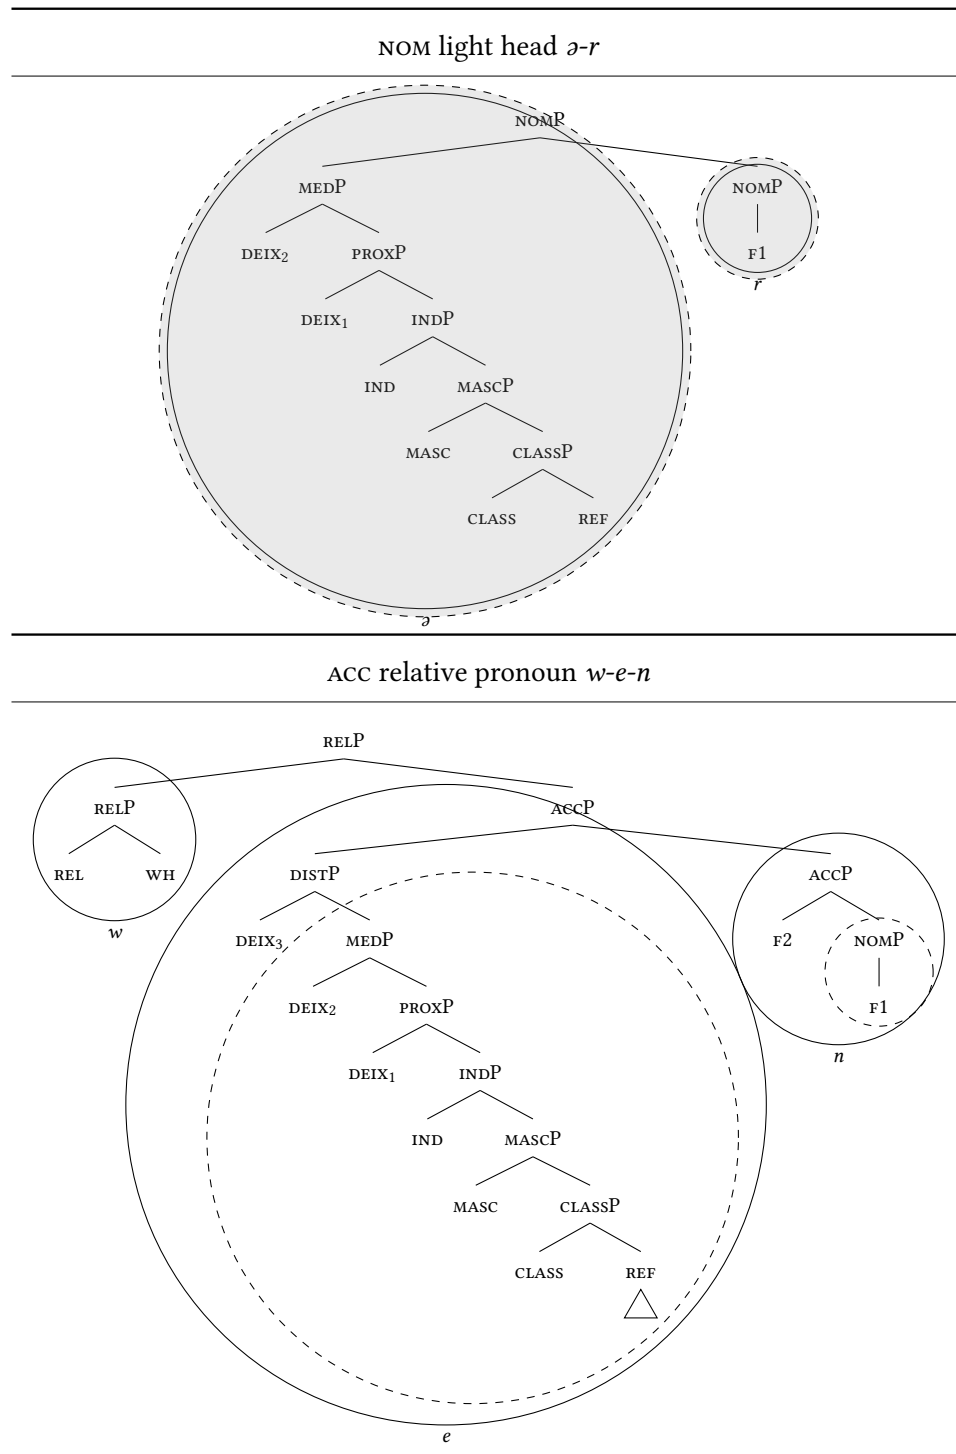 NOM light head ə-r
NOMP
MEDP NOMP
DEIX₂ PROXP F1
r
DEIX₁ INDP
IND MASCP
MASC CLASSP
CLASS REF
ə
ACC relative pronoun w-e-n
RELP
RELP ACCP
REL WH DISTP ACCP
w
DEIX₃ MEDP F2 NOMP
DEIX₂ PROXP F1
n
DEIX₁ INDP
IND MASCP
MASC CLASSP
CLASS REF
e